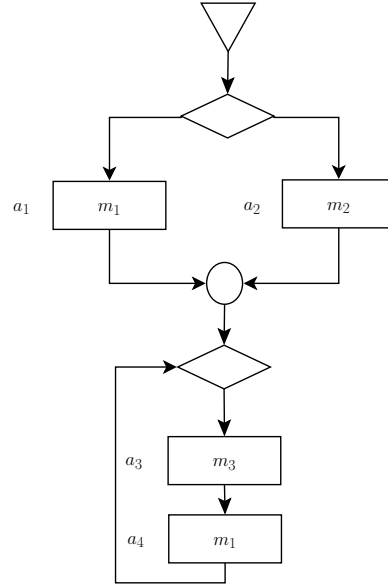 a₁ m₁ a₂ m₂
a₃ m₃
a₄ m₁